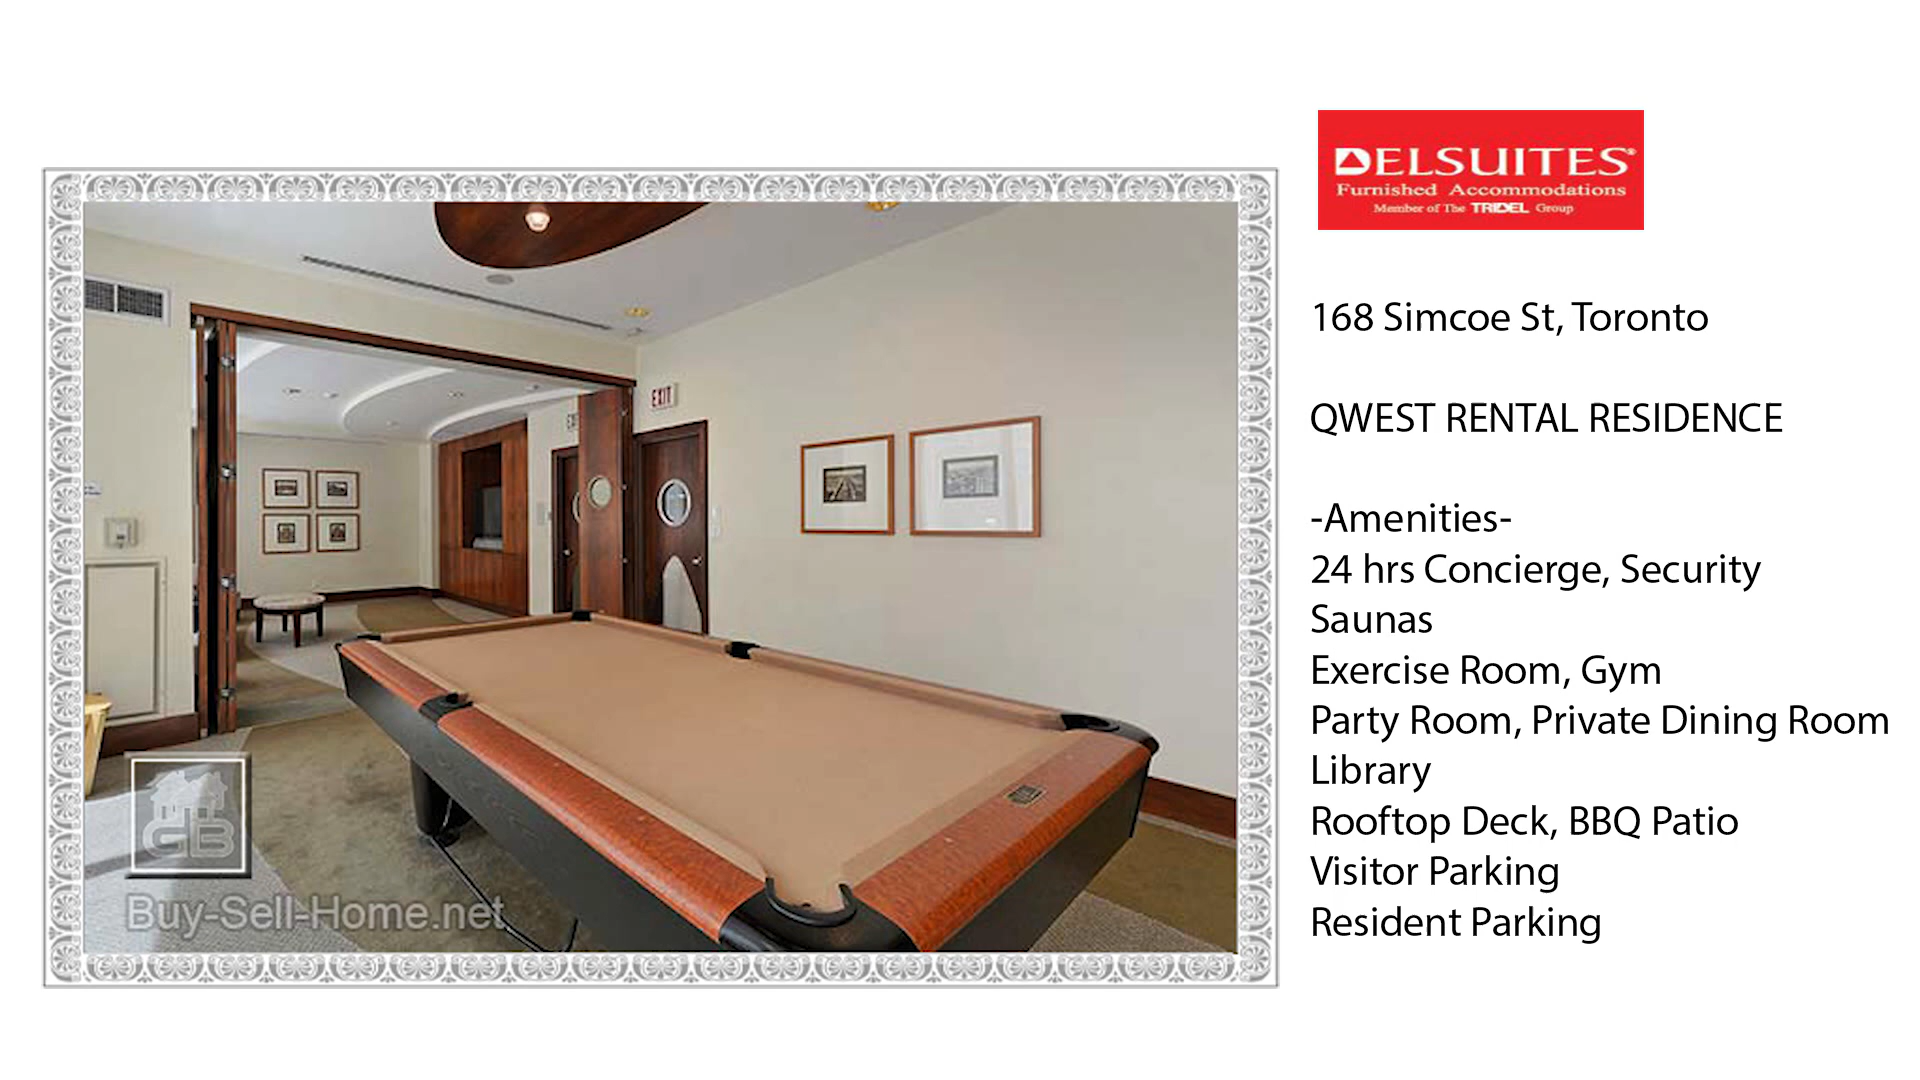 DELSUITES®
Furnished Accommodations
Member of The TRIDEL Group
168 Simcoe St, Toronto
QWEST RENTAL RESIDENCE
-Amenities-
24 hrs Concierge, Security
Saunas
Exercise Room, Gym
Party Room, Private Dining Room
Library
Rooftop Deck, BBQ Patio
Visitor Parking
Resident Parking
EXIT
GB
Buy-Sell-Home.net